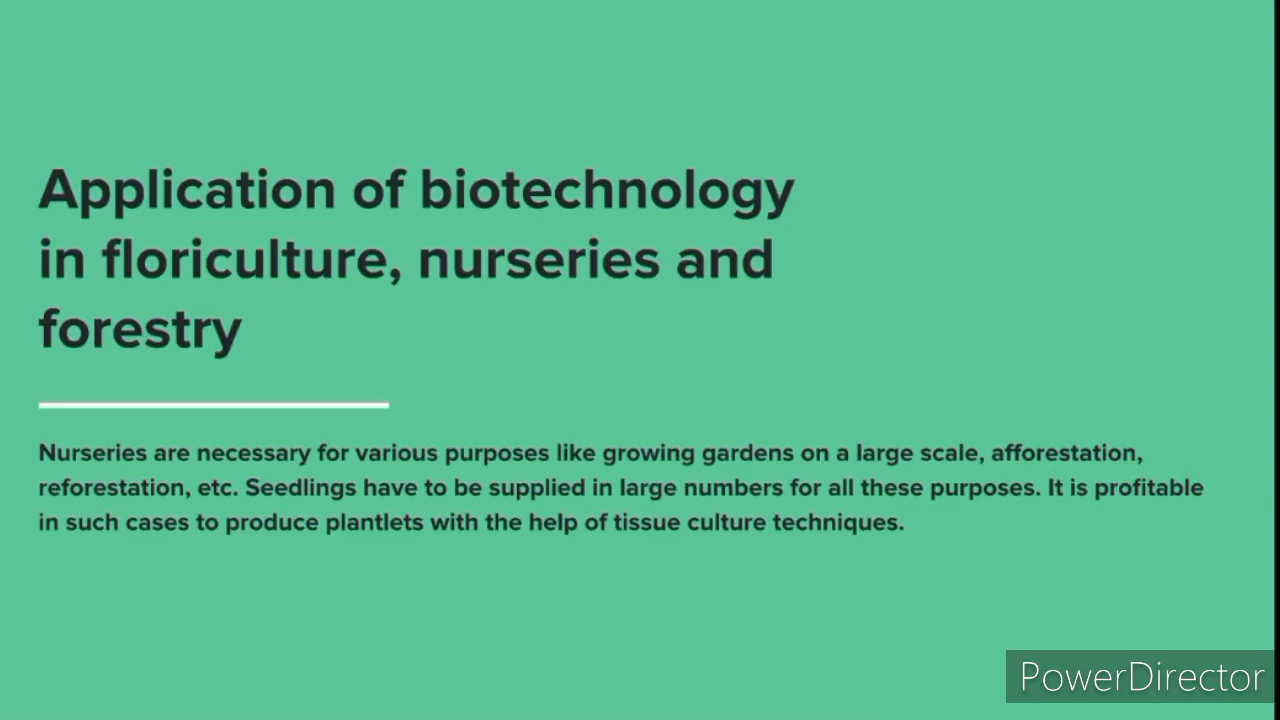 Application of biotechnology
in floriculture, nurseries and
forestry
Nurseries are necessary for various purposes like growing gardens on a large scale, afforestation,
reforestation, etc. Seedlings have to be supplied in large numbers for all these purposes. It is profitable
in such cases to produce plantlets with the help of tissue culture techniques.
PowerDirector